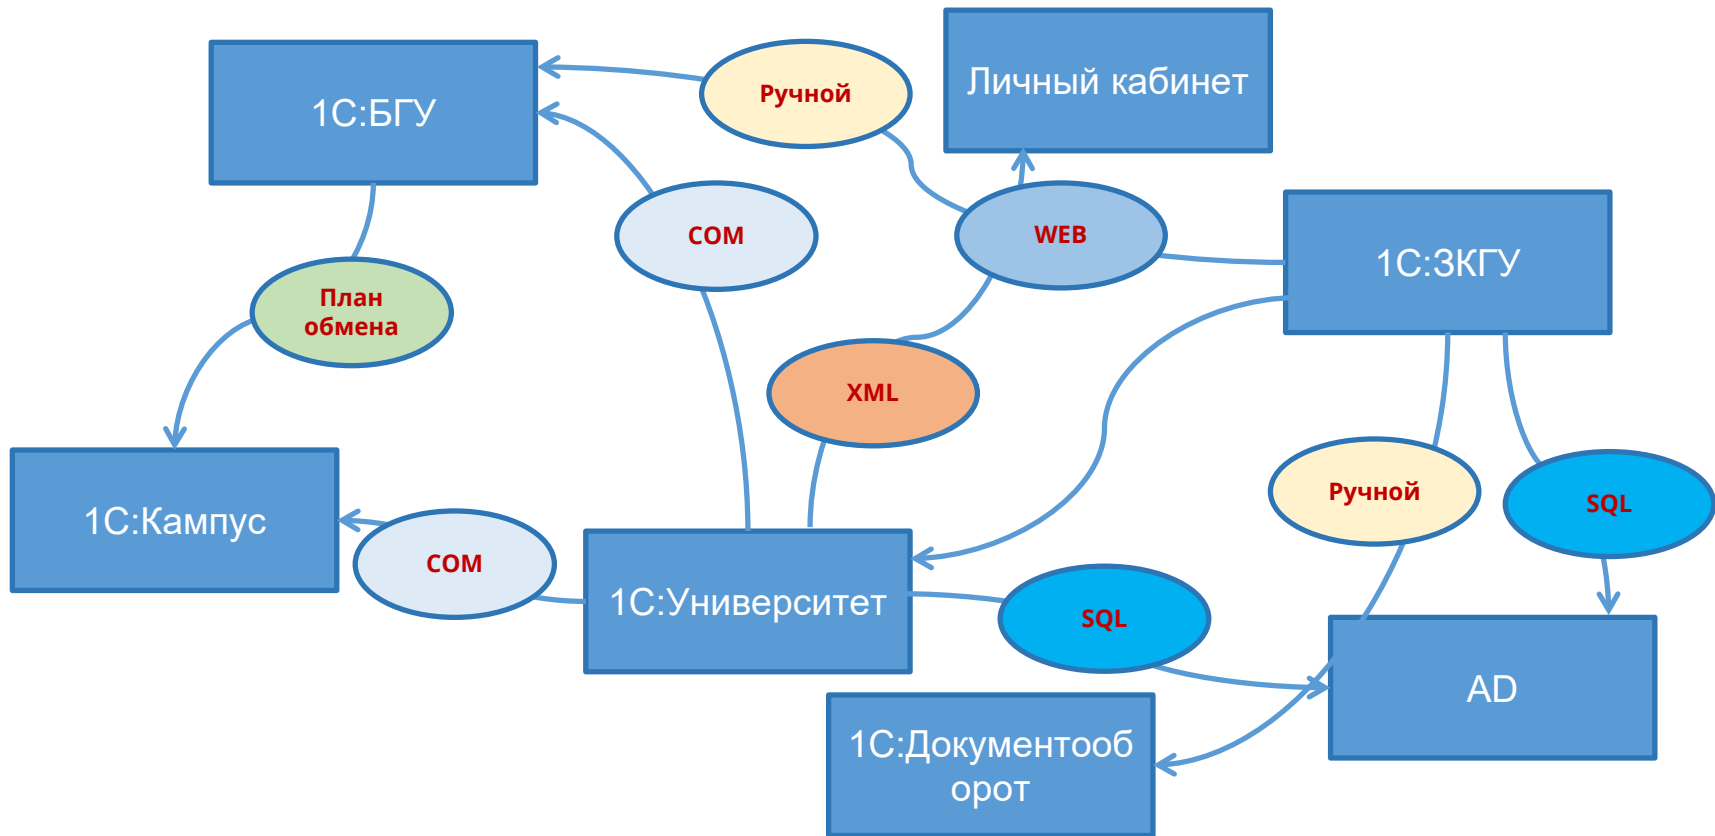 Личный кабинет
1С:БГУ
Ручной
COM
WEB
1С:ЗКГУ
План
обмена
XML
1С:Кампус
Ручной
SQL
COM
1С:Университет
SQL
AD
1С:Документооб
орот